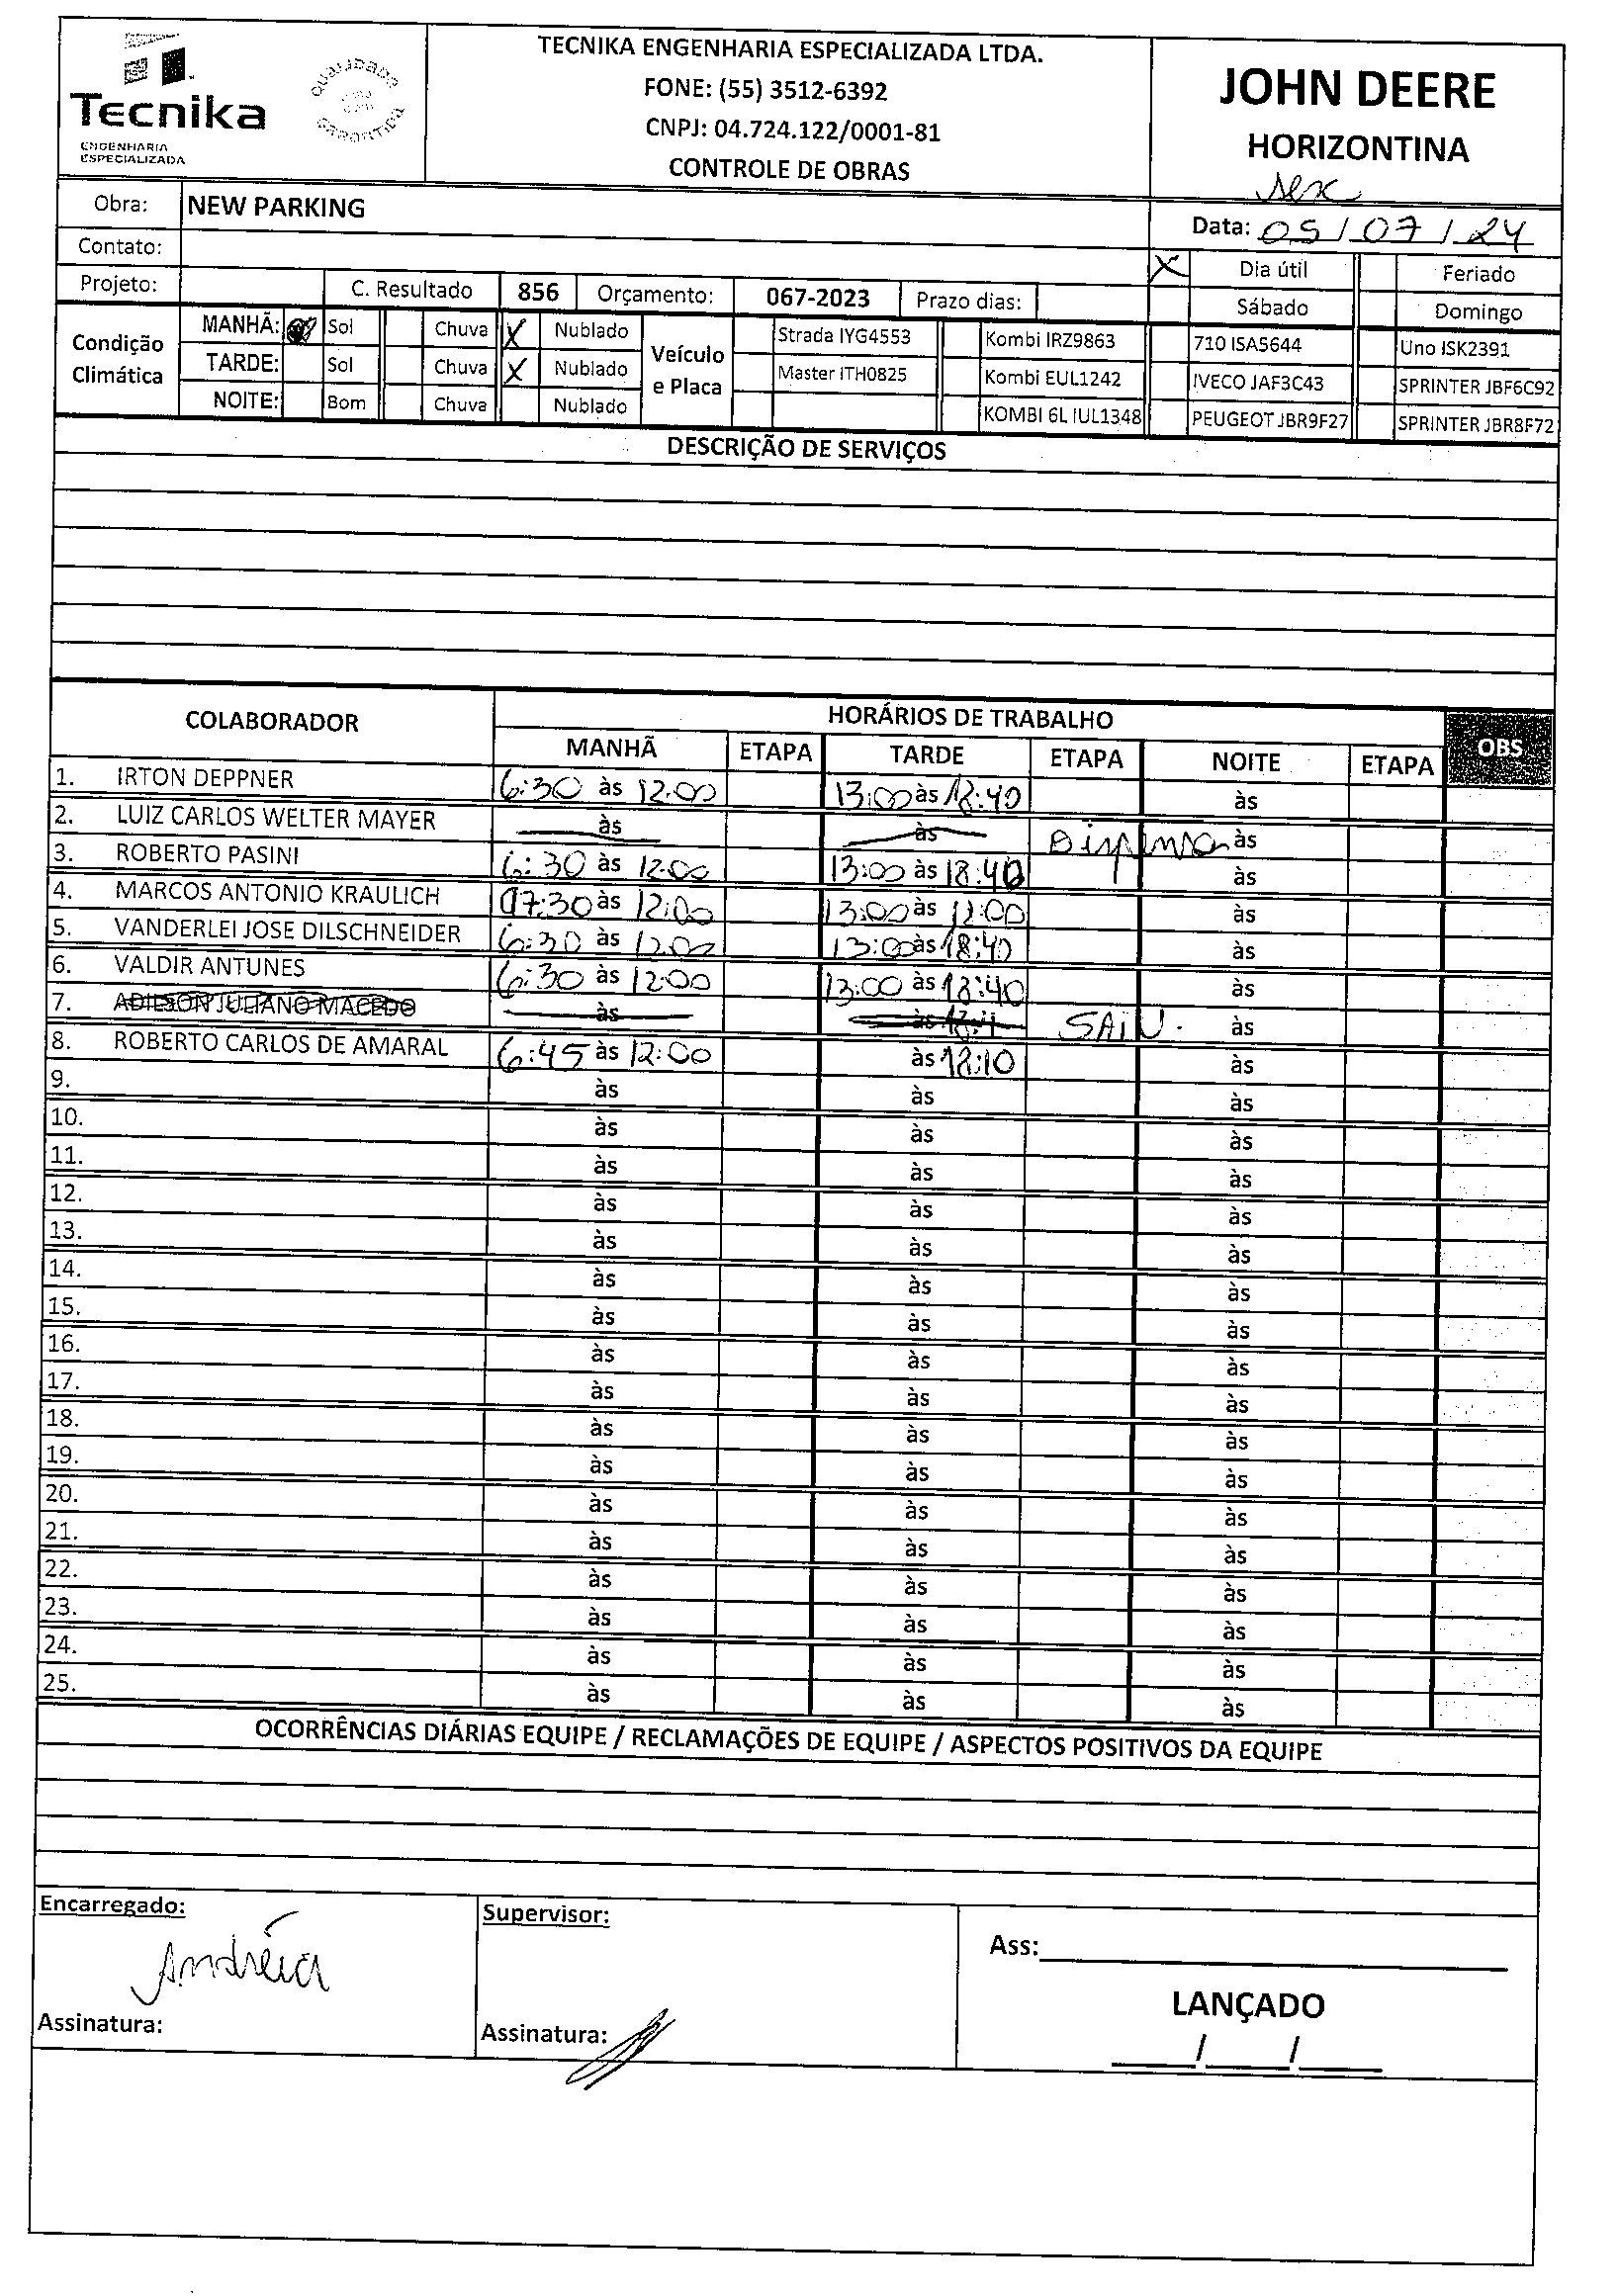 Tecnika
ENGENHARIA
ESPECIALIZADA
QUALIDADE
GARANTIDA
TECNIKA ENGENHARIA ESPECIALIZADA LTDA.
FONE: (55) 3512-6392
CNPJ: 04.724.122/0001-81
CONTROLE DE OBRAS
JOHN DEERE
HORIZONTINA
sex
Obra: NEW PARKING
Data: 05/07/24
Contato:
X Dia útil Feriado
Projeto: C. Resultado 856 Orçamento: 067-2023 Prazo dias: Sábado Domingo
Condição Climática
MANHÃ: Sol Chuva X Nublado
TARDE: Sol Chuva X Nublado
NOITE: Bom Chuva Nublado
Veículo e Placa
Strada IYG4553 Kombi IRZ9863 710 ISA5644 Uno ISK2391
Master ITH0825 Kombi EUL1242 IVECO JAF3C43 SPRINTER JBF6C92
KOMBI 6L IUL1348 PEUGEOT JBR9F27 SPRINTER JBR8F72
DESCRIÇÃO DE SERVIÇOS
COLABORADOR HORÁRIOS DE TRABALHO OBS
MANHÃ ETAPA TARDE ETAPA NOITE ETAPA
1. IRTON DEPPNER 6:30 às 12:00 13:00 às 18:40 às
2. LUIZ CARLOS WELTER MAYER às às Dispensa às
3. ROBERTO PASINI 6:30 às 12:00 13:00 às 18:40 às
4. MARCOS ANTONIO KRAULICH 07:30 às 12:00 13:00 às às
5. VANDERLEI JOSE DILSCHNEIDER 6:30 às 12:00 13:00 às 18:40 às
6. VALDIR ANTUNES 6:30 às 12:00 13:00 às 18:40 às
7. ADILSON JULIANO MACEDO às às SAIU. às
8. ROBERTO CARLOS DE AMARAL 6:45 às 12:00 às 18:10 às
9. às às às
10. às às às
11. às às às
12. às às às
13. às às às
14. às às às
15. às às às
16. às às às
17. às às às
18. às às às
19. às às às
20. às às às
21. às às às
22. às às às
23. às às às
24. às às às
25. às às às
OCORRÊNCIAS DIÁRIAS EQUIPE / RECLAMAÇÕES DE EQUIPE / ASPECTOS POSITIVOS DA EQUIPE
Encarregado:
Andréia
Assinatura:
Supervisor:
Assinatura:
Ass:
LANÇADO
/ /